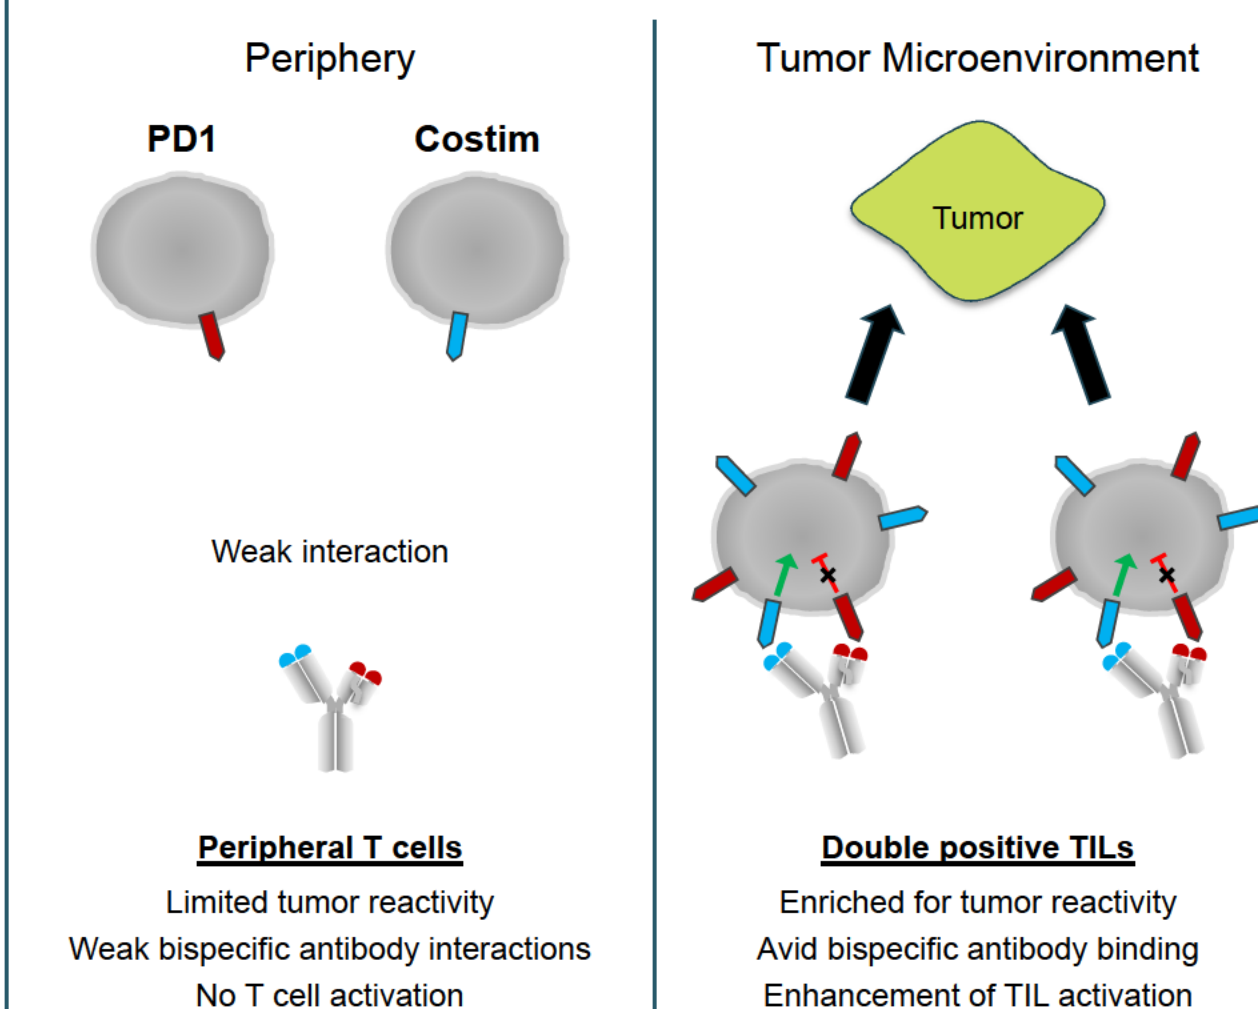 Periphery
PD1
Costim
Weak interaction
Peripheral T cells
Limited tumor reactivity
Weak bispecific antibody interactions
No T cell activation
Tumor Microenvironment
Tumor
Double positive TILs
Enriched for tumor reactivity
Avid bispecific antibody binding
Enhancement of TIL activation